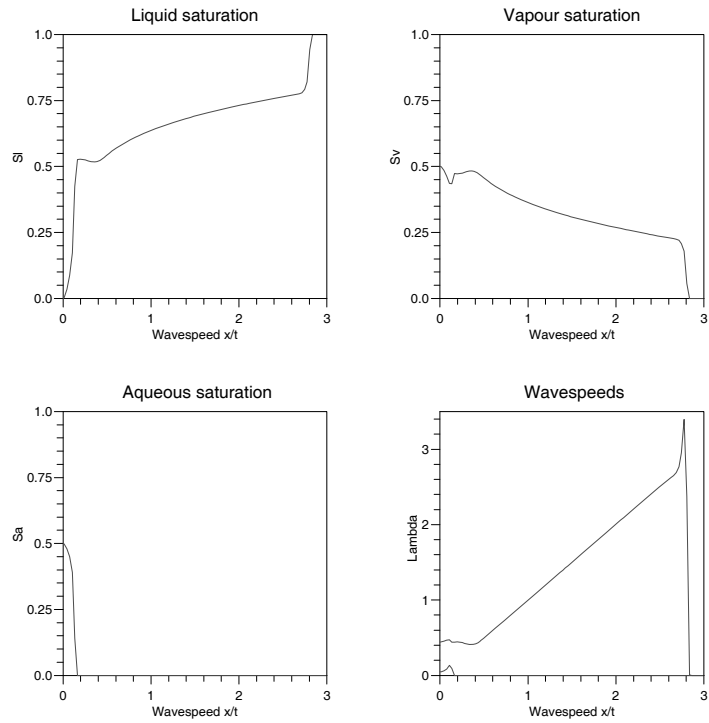 Liquid saturation
1.0
0.75
0.5
0.25
0.0
Sl
0 1 2 3
Wavespeed x/t
Vapour saturation
1.0
0.75
0.5
0.25
0.0
Sv
0 1 2 3
Wavespeed x/t
Aqueous saturation
1.0
0.75
0.5
0.25
0.0
Sa
0 1 2 3
Wavespeed x/t
Wavespeeds
3
2
1
0
Lambda
0 1 2 3
Wavespeed x/t